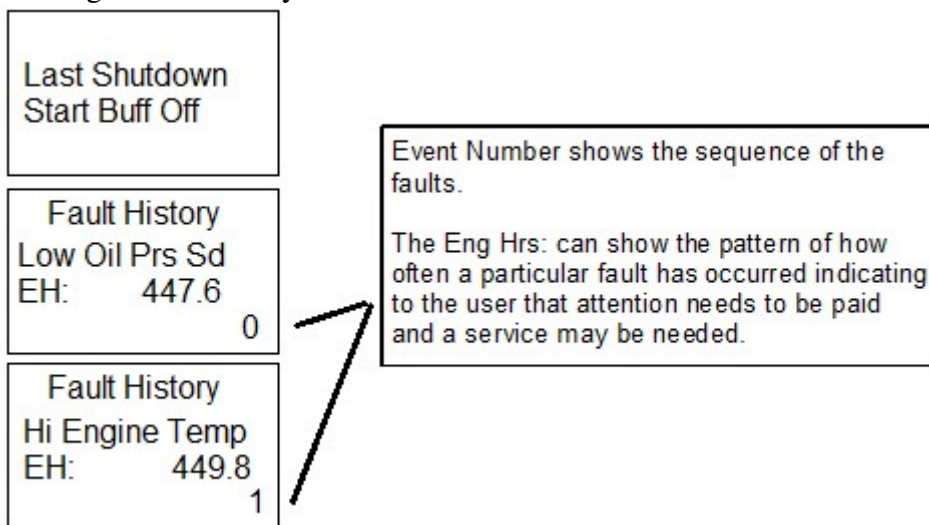 Last Shutdown
Start Buff Off
Fault History
Low Oil Prs Sd
EH: 447.6
0
Fault History
Hi Engine Temp
EH: 449.8
1
Event Number shows the sequence of the
faults.
The Eng Hrs: can show the pattern of how
often a particular fault has occurred indicating
to the user that attention needs to be paid
and a service may be needed.